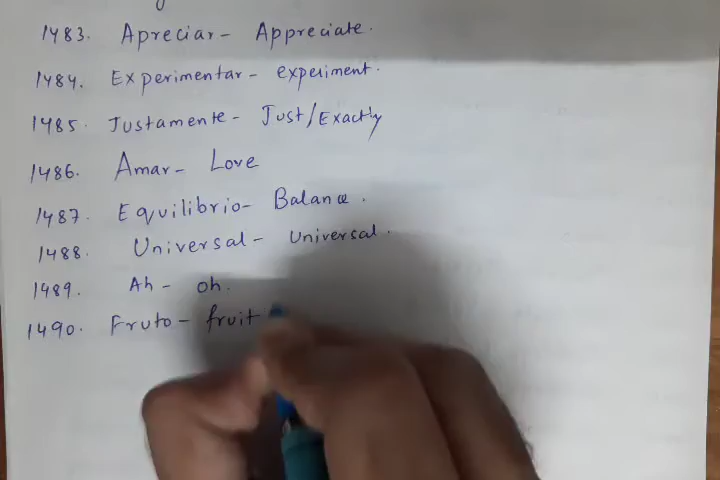 1483. Apreciar - Appreciate.
1484. Experimentar - experiment.
1485. Justamente - Just/Exactly
1486. Amar - Love
1487. Equilibrio - Balance.
1488. Universal - Universal.
1489. Ah - oh.
1490. Fruto - fruit